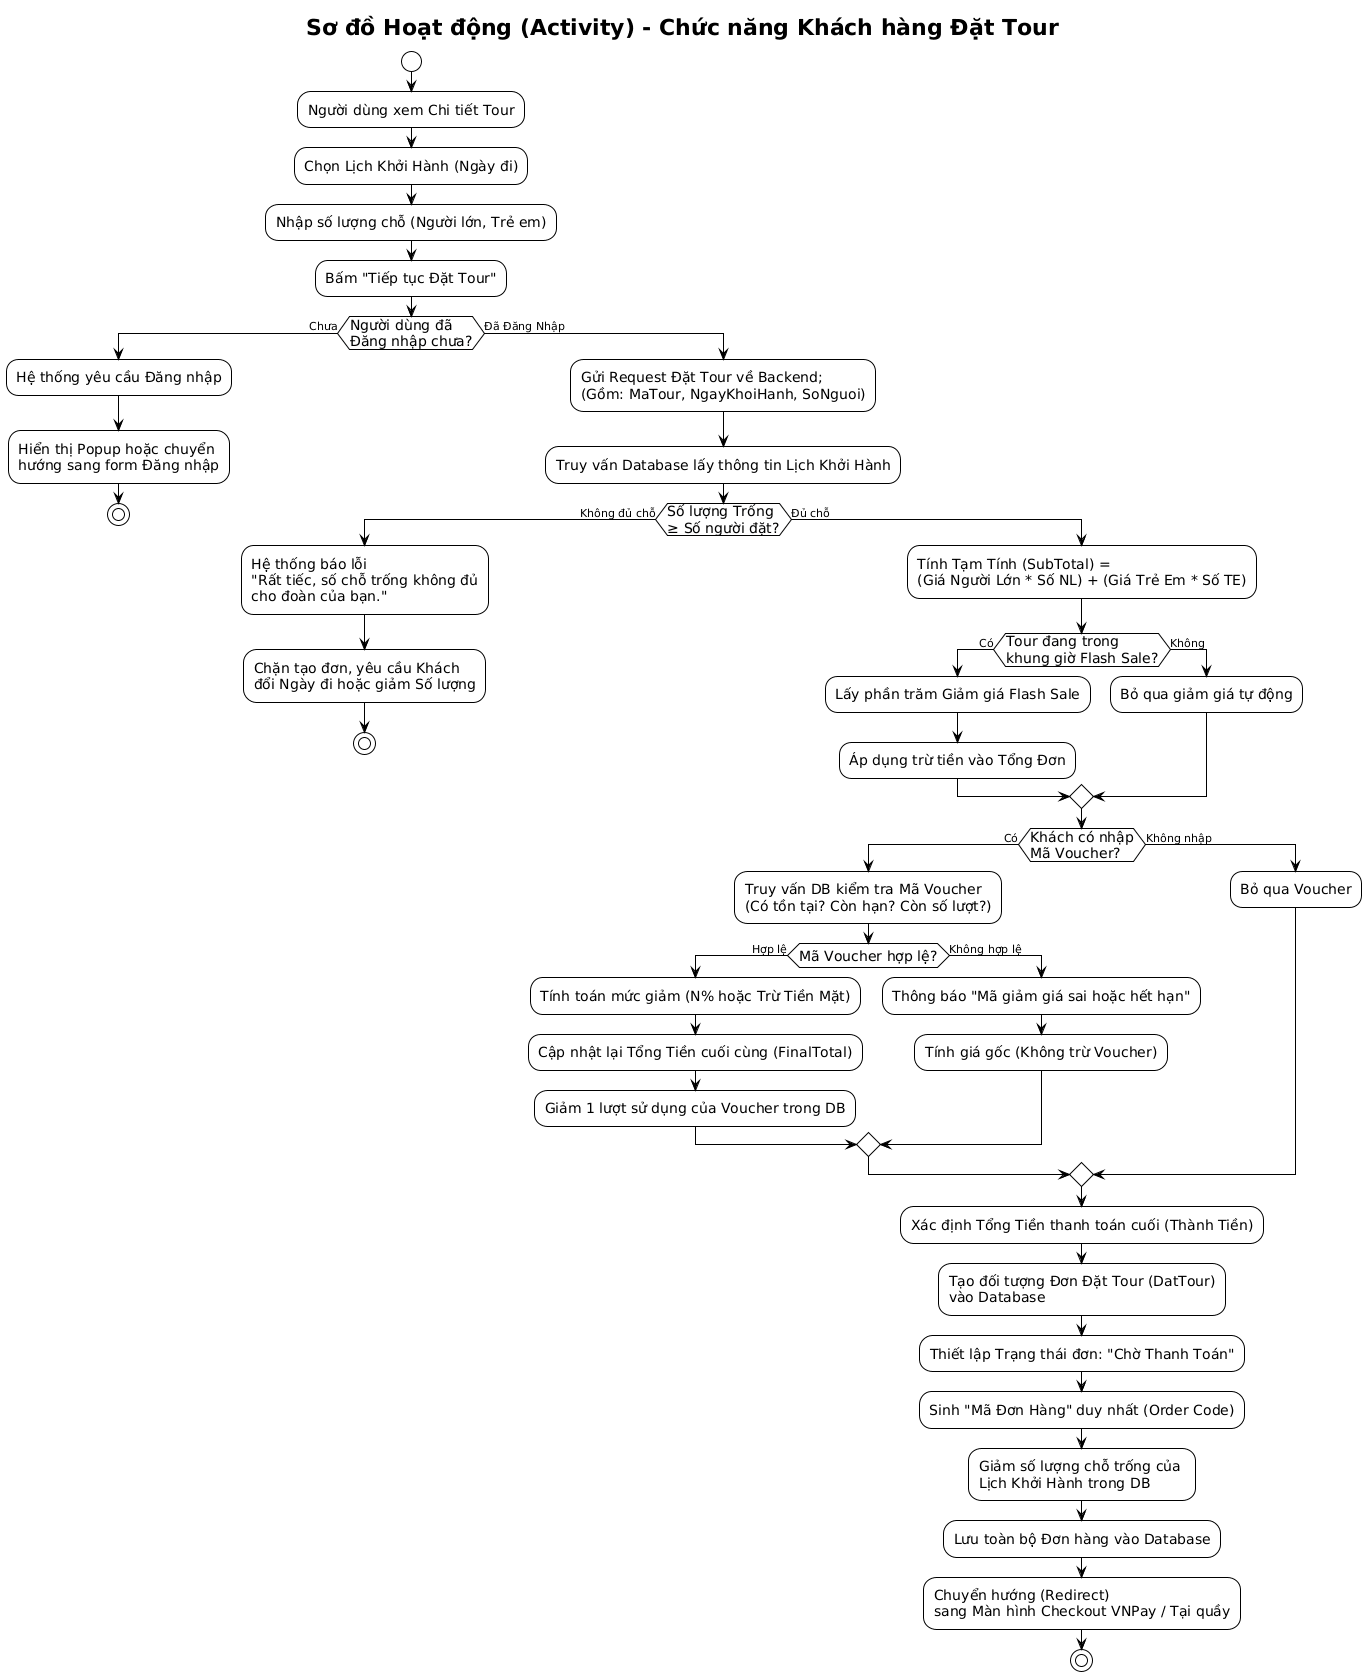 Sơ đồ Hoạt động (Activity) - Chức năng Khách hàng Đặt Tour
Người dùng xem Chi tiết Tour
Chọn Lịch Khởi Hành (Ngày đi)
Nhập số lượng chỗ (Người lớn, Trẻ em)
Bấm "Tiếp tục Đặt Tour"
Chưa
Người dùng đã
Đăng nhập chưa?
Đã Đăng Nhập
Hệ thống yêu cầu Đăng nhập
Hiển thị Popup hoặc chuyển
hướng sang form Đăng nhập
Gửi Request Đặt Tour về Backend;
(Gồm: MaTour, NgayKhoiHanh, SoNguoi)
Truy vấn Database lấy thông tin Lịch Khởi Hành
Không đủ chỗ
Số lượng Trống
≥ Số người đặt?
Đủ chỗ
Hệ thống báo lỗi
"Rất tiếc, số chỗ trống không đủ
cho đoàn của bạn."
Chặn tạo đơn, yêu cầu Khách
đổi Ngày đi hoặc giảm Số lượng
Tính Tạm Tính (SubTotal) =
(Giá Người Lớn * Số NL) + (Giá Trẻ Em * Số TE)
Có
Tour đang trong
khung giờ Flash Sale?
Không
Lấy phần trăm Giảm giá Flash Sale
Áp dụng trừ tiền vào Tổng Đơn
Bỏ qua giảm giá tự động
Có
Khách có nhập
Mã Voucher?
Không nhập
Truy vấn DB kiểm tra Mã Voucher
(Có tồn tại? Còn hạn? Còn số lượt?)
Bỏ qua Voucher
Hợp lệ
Mã Voucher hợp lệ?
Không hợp lệ
Tính toán mức giảm (N% hoặc Trừ Tiền Mặt)
Cập nhật lại Tổng Tiền cuối cùng (FinalTotal)
Giảm 1 lượt sử dụng của Voucher trong DB
Thông báo "Mã giảm giá sai hoặc hết hạn"
Tính giá gốc (Không trừ Voucher)
Xác định Tổng Tiền thanh toán cuối (Thành Tiền)
Tạo đối tượng Đơn Đặt Tour (DatTour)
vào Database
Thiết lập Trạng thái đơn: "Chờ Thanh Toán"
Sinh "Mã Đơn Hàng" duy nhất (Order Code)
Giảm số lượng chỗ trống của
Lịch Khởi Hành trong DB
Lưu toàn bộ Đơn hàng vào Database
Chuyển hướng (Redirect)
sang Màn hình Checkout VNPay / Tại quầy